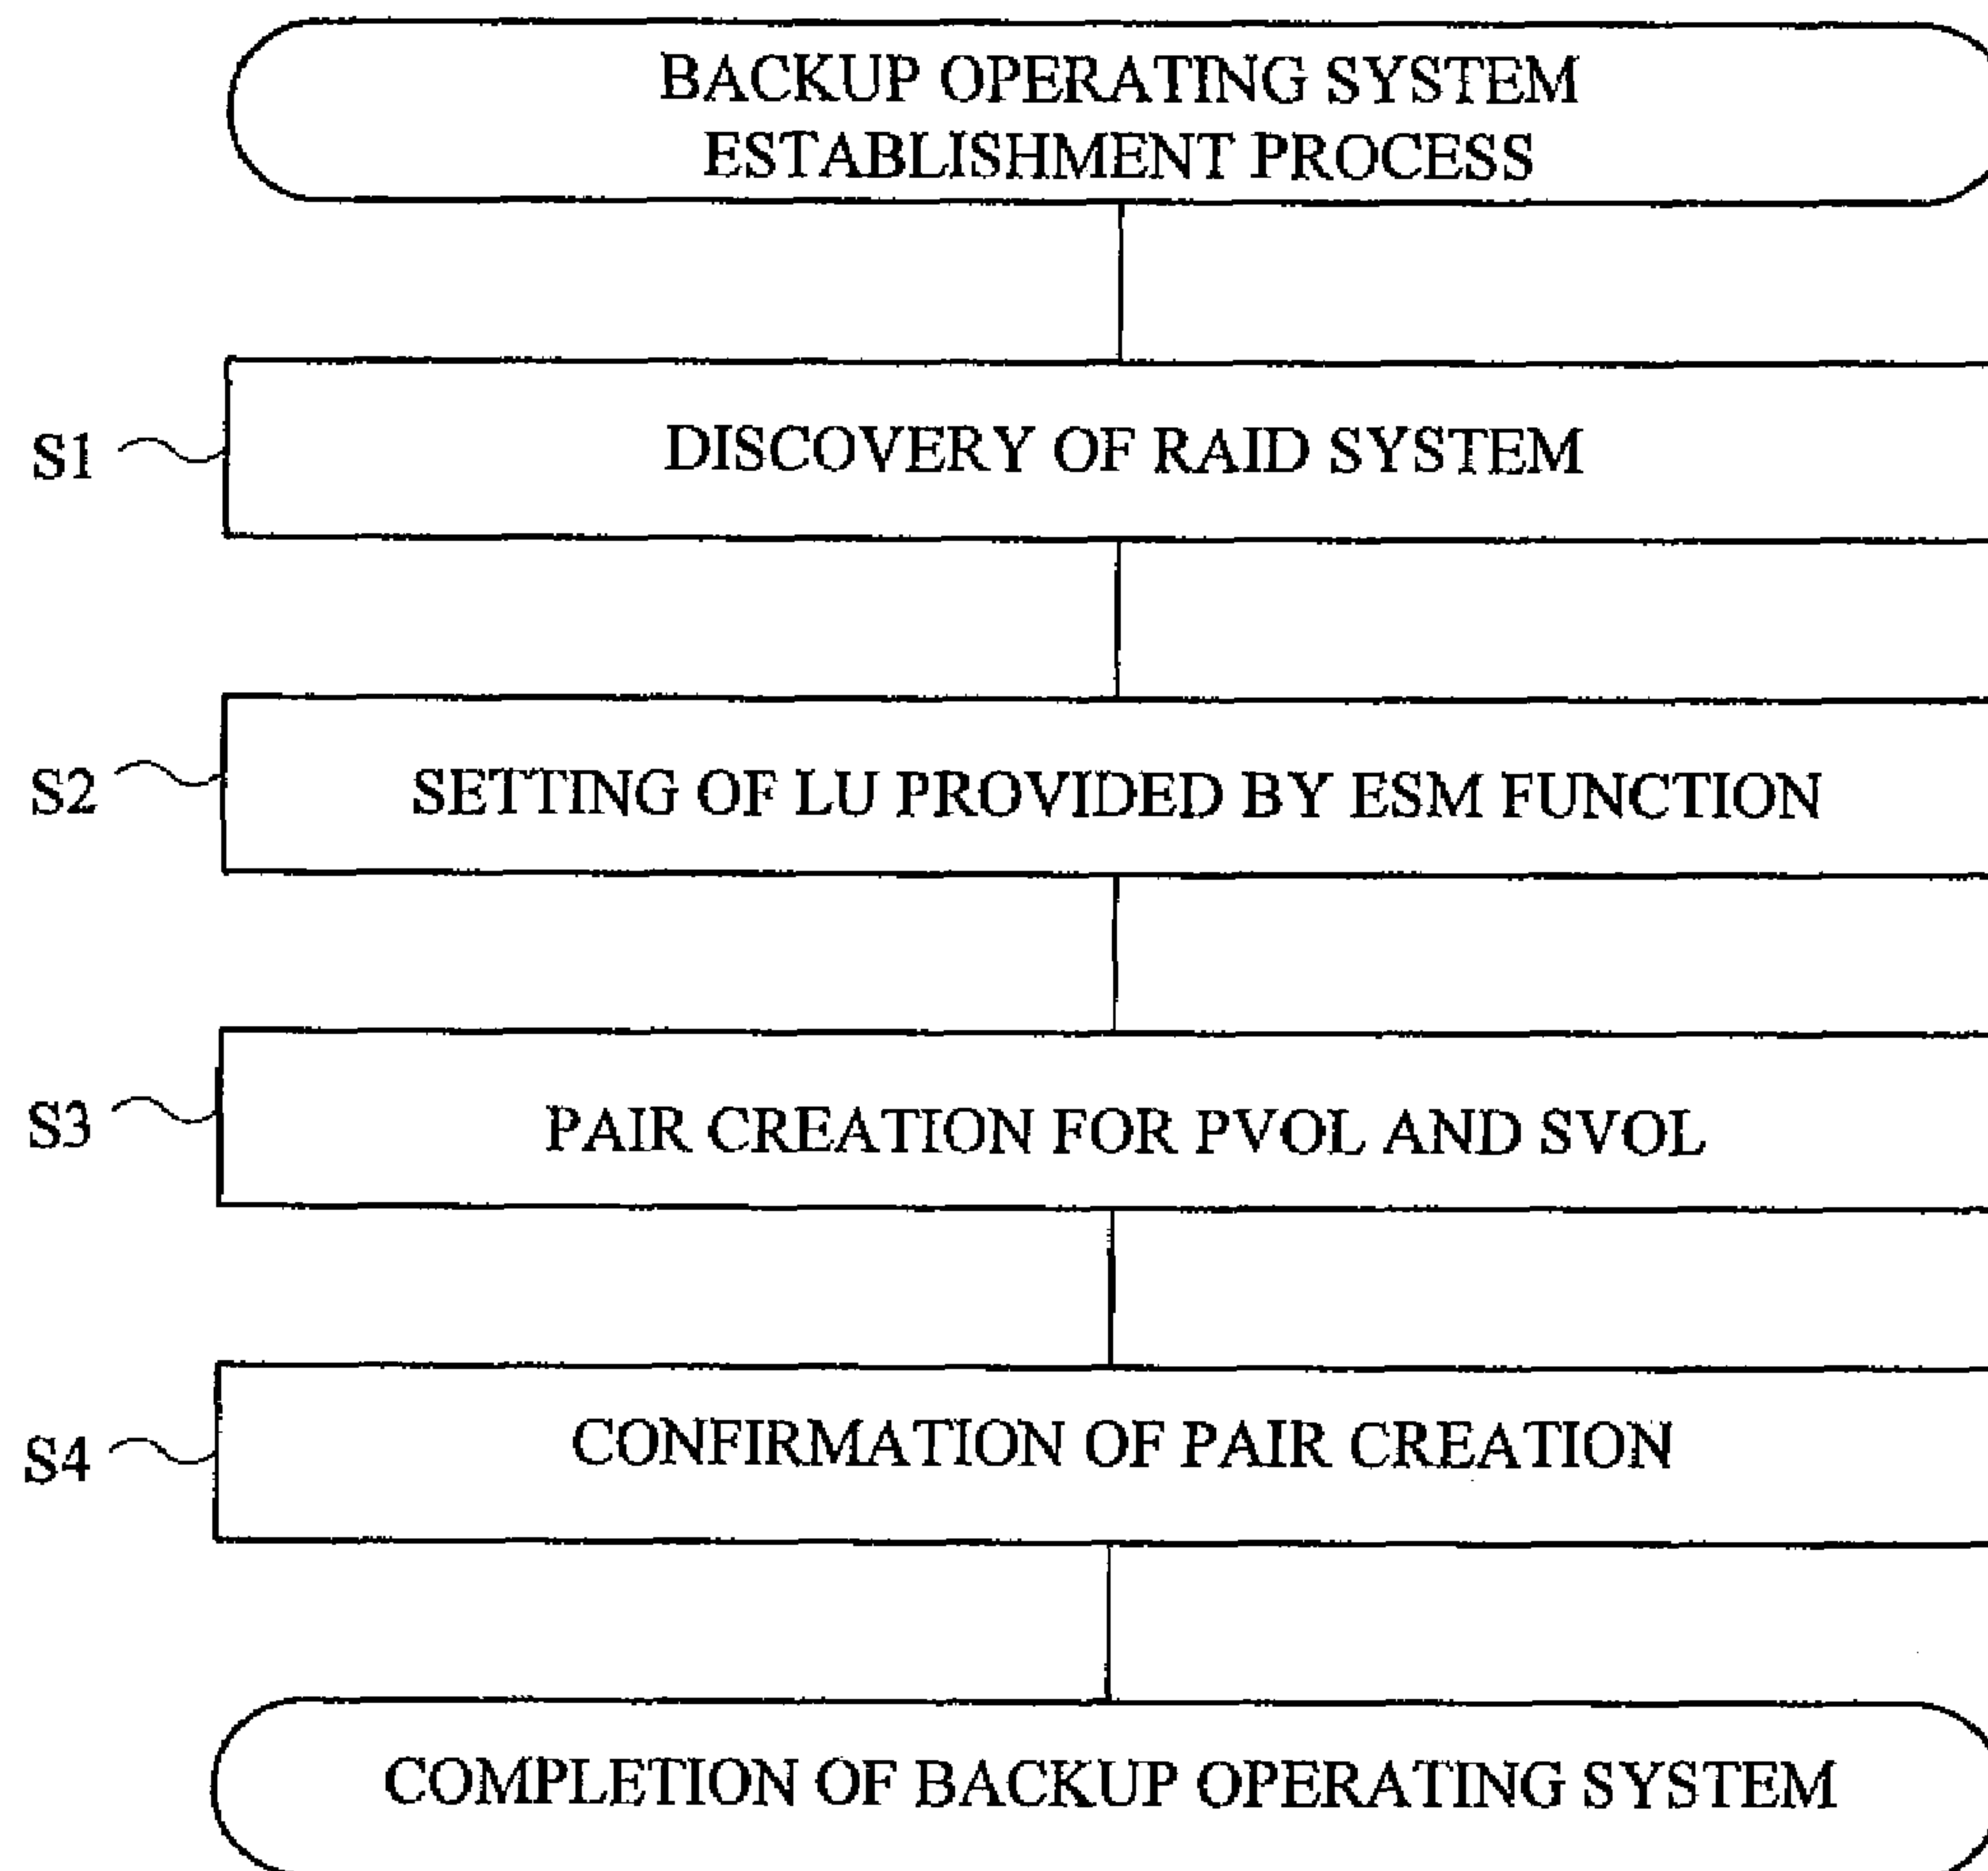 BACKUP OPERATING SYSTEM
ESTABLISHMENT PROCESS
S1
DISCOVERY OF RAID SYSTEM
S2
SETTING OF LU PROVIDED BY ESM FUNCTION
S3
PAIR CREATION FOR PVOL AND SVOL
S4
CONFIRMATION OF PAIR CREATION
COMPLETION OF BACKUP OPERATING SYSTEM